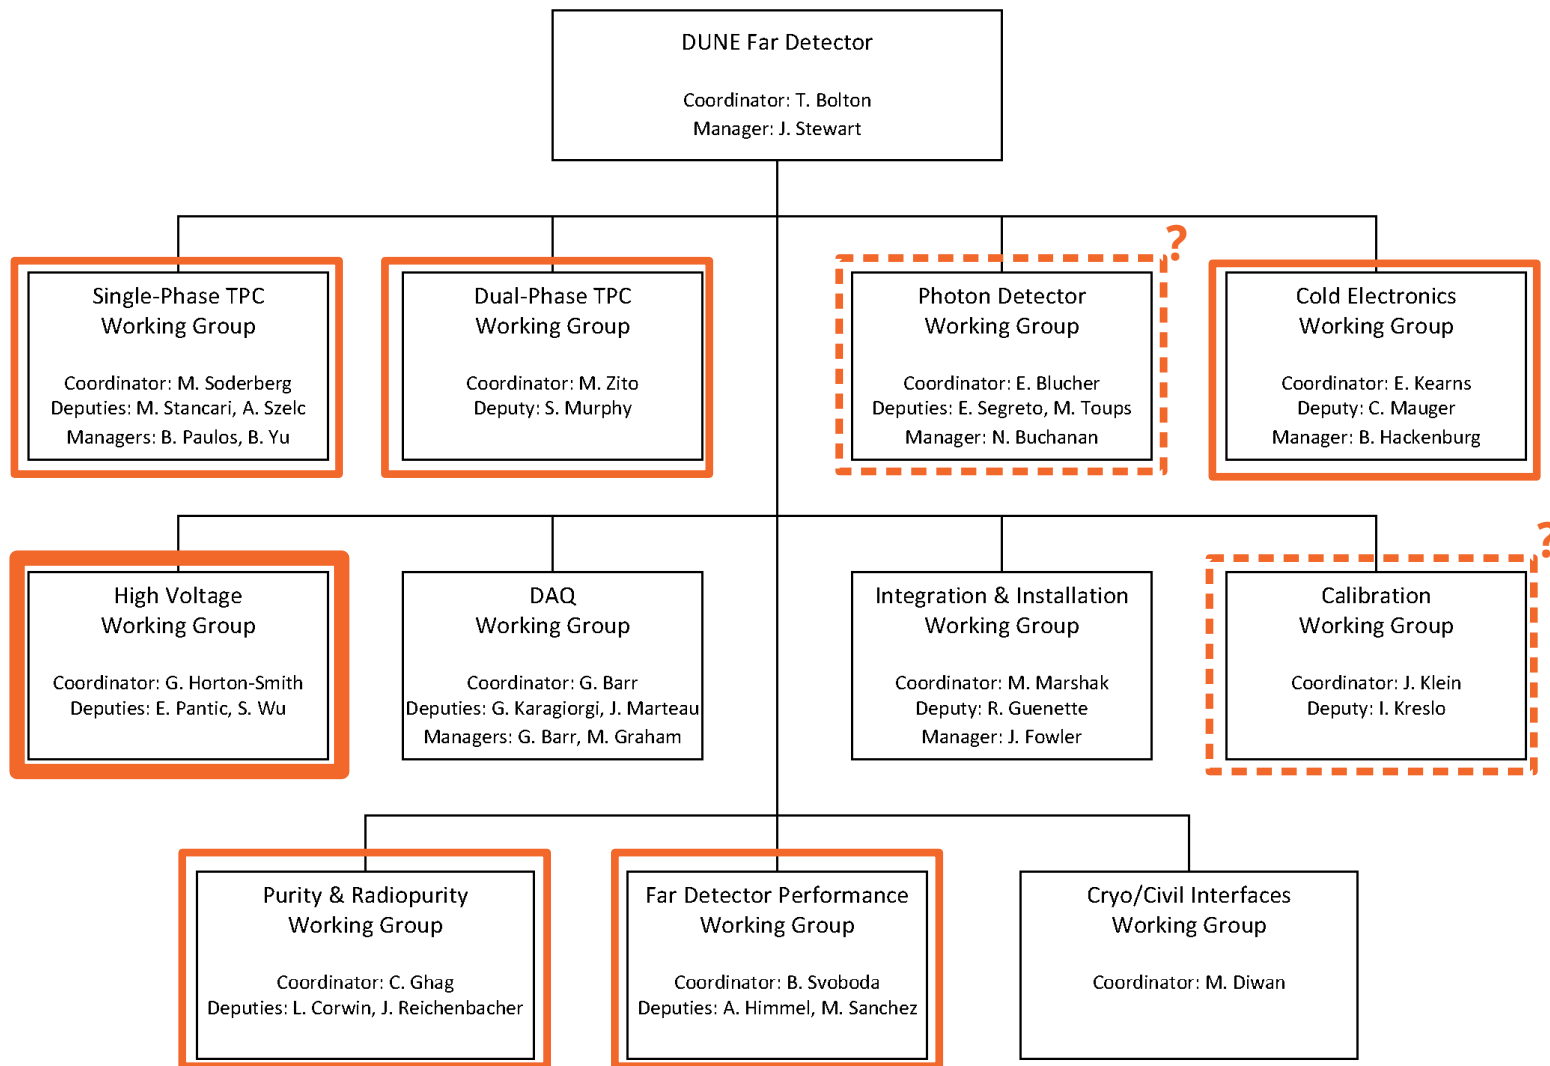 DUNE Far Detector
Coordinator: T. Bolton
Manager: J. Stewart
?
Single-Phase TPC
Working Group
Coordinator: M. Soderberg
Deputies: M. Stancari, A. Szelc
Managers: B. Paulos, B. Yu
Dual-Phase TPC
Working Group
Coordinator: M. Zito
Deputy: S. Murphy
Photon Detector
Working Group
Coordinator: E. Blucher
Deputies: E. Segreto, M. Toups
Manager: N. Buchanan
Cold Electronics
Working Group
Coordinator: E. Kearns
Deputy: C. Mauger
Manager: B. Hackenburg
?
High Voltage
Working Group
Coordinator: G. Horton-Smith
Deputies: E. Pantic, S. Wu
DAQ
Working Group
Coordinator: G. Barr
Deputies: G. Karagiorgi, J. Marteau
Managers: G. Barr, M. Graham
Integration & Installation
Working Group
Coordinator: M. Marshak
Deputy: R. Guenette
Manager: J. Fowler
Calibration
Working Group
Coordinator: J. Klein
Deputy: I. Kreslo
Purity & Radiopurity
Working Group
Coordinator: C. Ghag
Deputies: L. Corwin, J. Reichenbacher
Far Detector Performance
Working Group
Coordinator: B. Svoboda
Deputies: A. Himmel, M. Sanchez
Cryo/Civil Interfaces
Working Group
Coordinator: M. Diwan